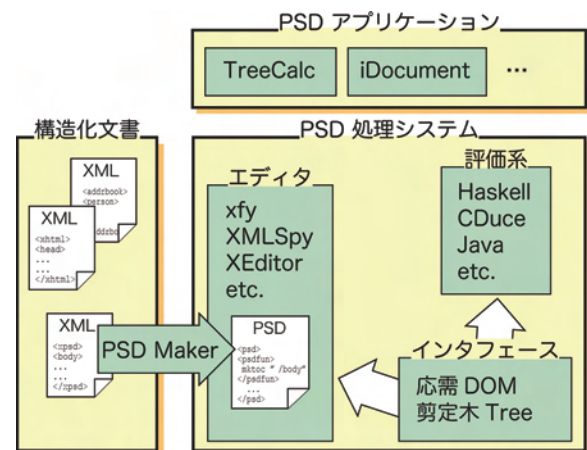 PSD アプリケーション
TreeCalc
iDocument
…
構造化文書
XML
<addrbook>
<person>
XML
<xhtml>
<head>
...
...
</xhtml>
XML
<xpsd>
<body>
...
...
</xpsd>
PSD Maker
PSD 処理システム
エディタ
xfy
XMLSpy
XEditor
etc.
PSD
<psd>
<psdfun>
mktoc " /body"
</psdfun>
...
</psd>
評価系
Haskell
CDuce
Java
etc.
インタフェース
応需 DOM
剪定木 Tree